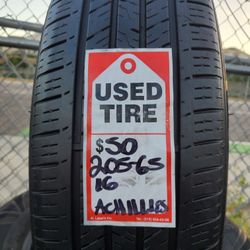 USED
TIRE
$50
205-65
16
ACHILLES